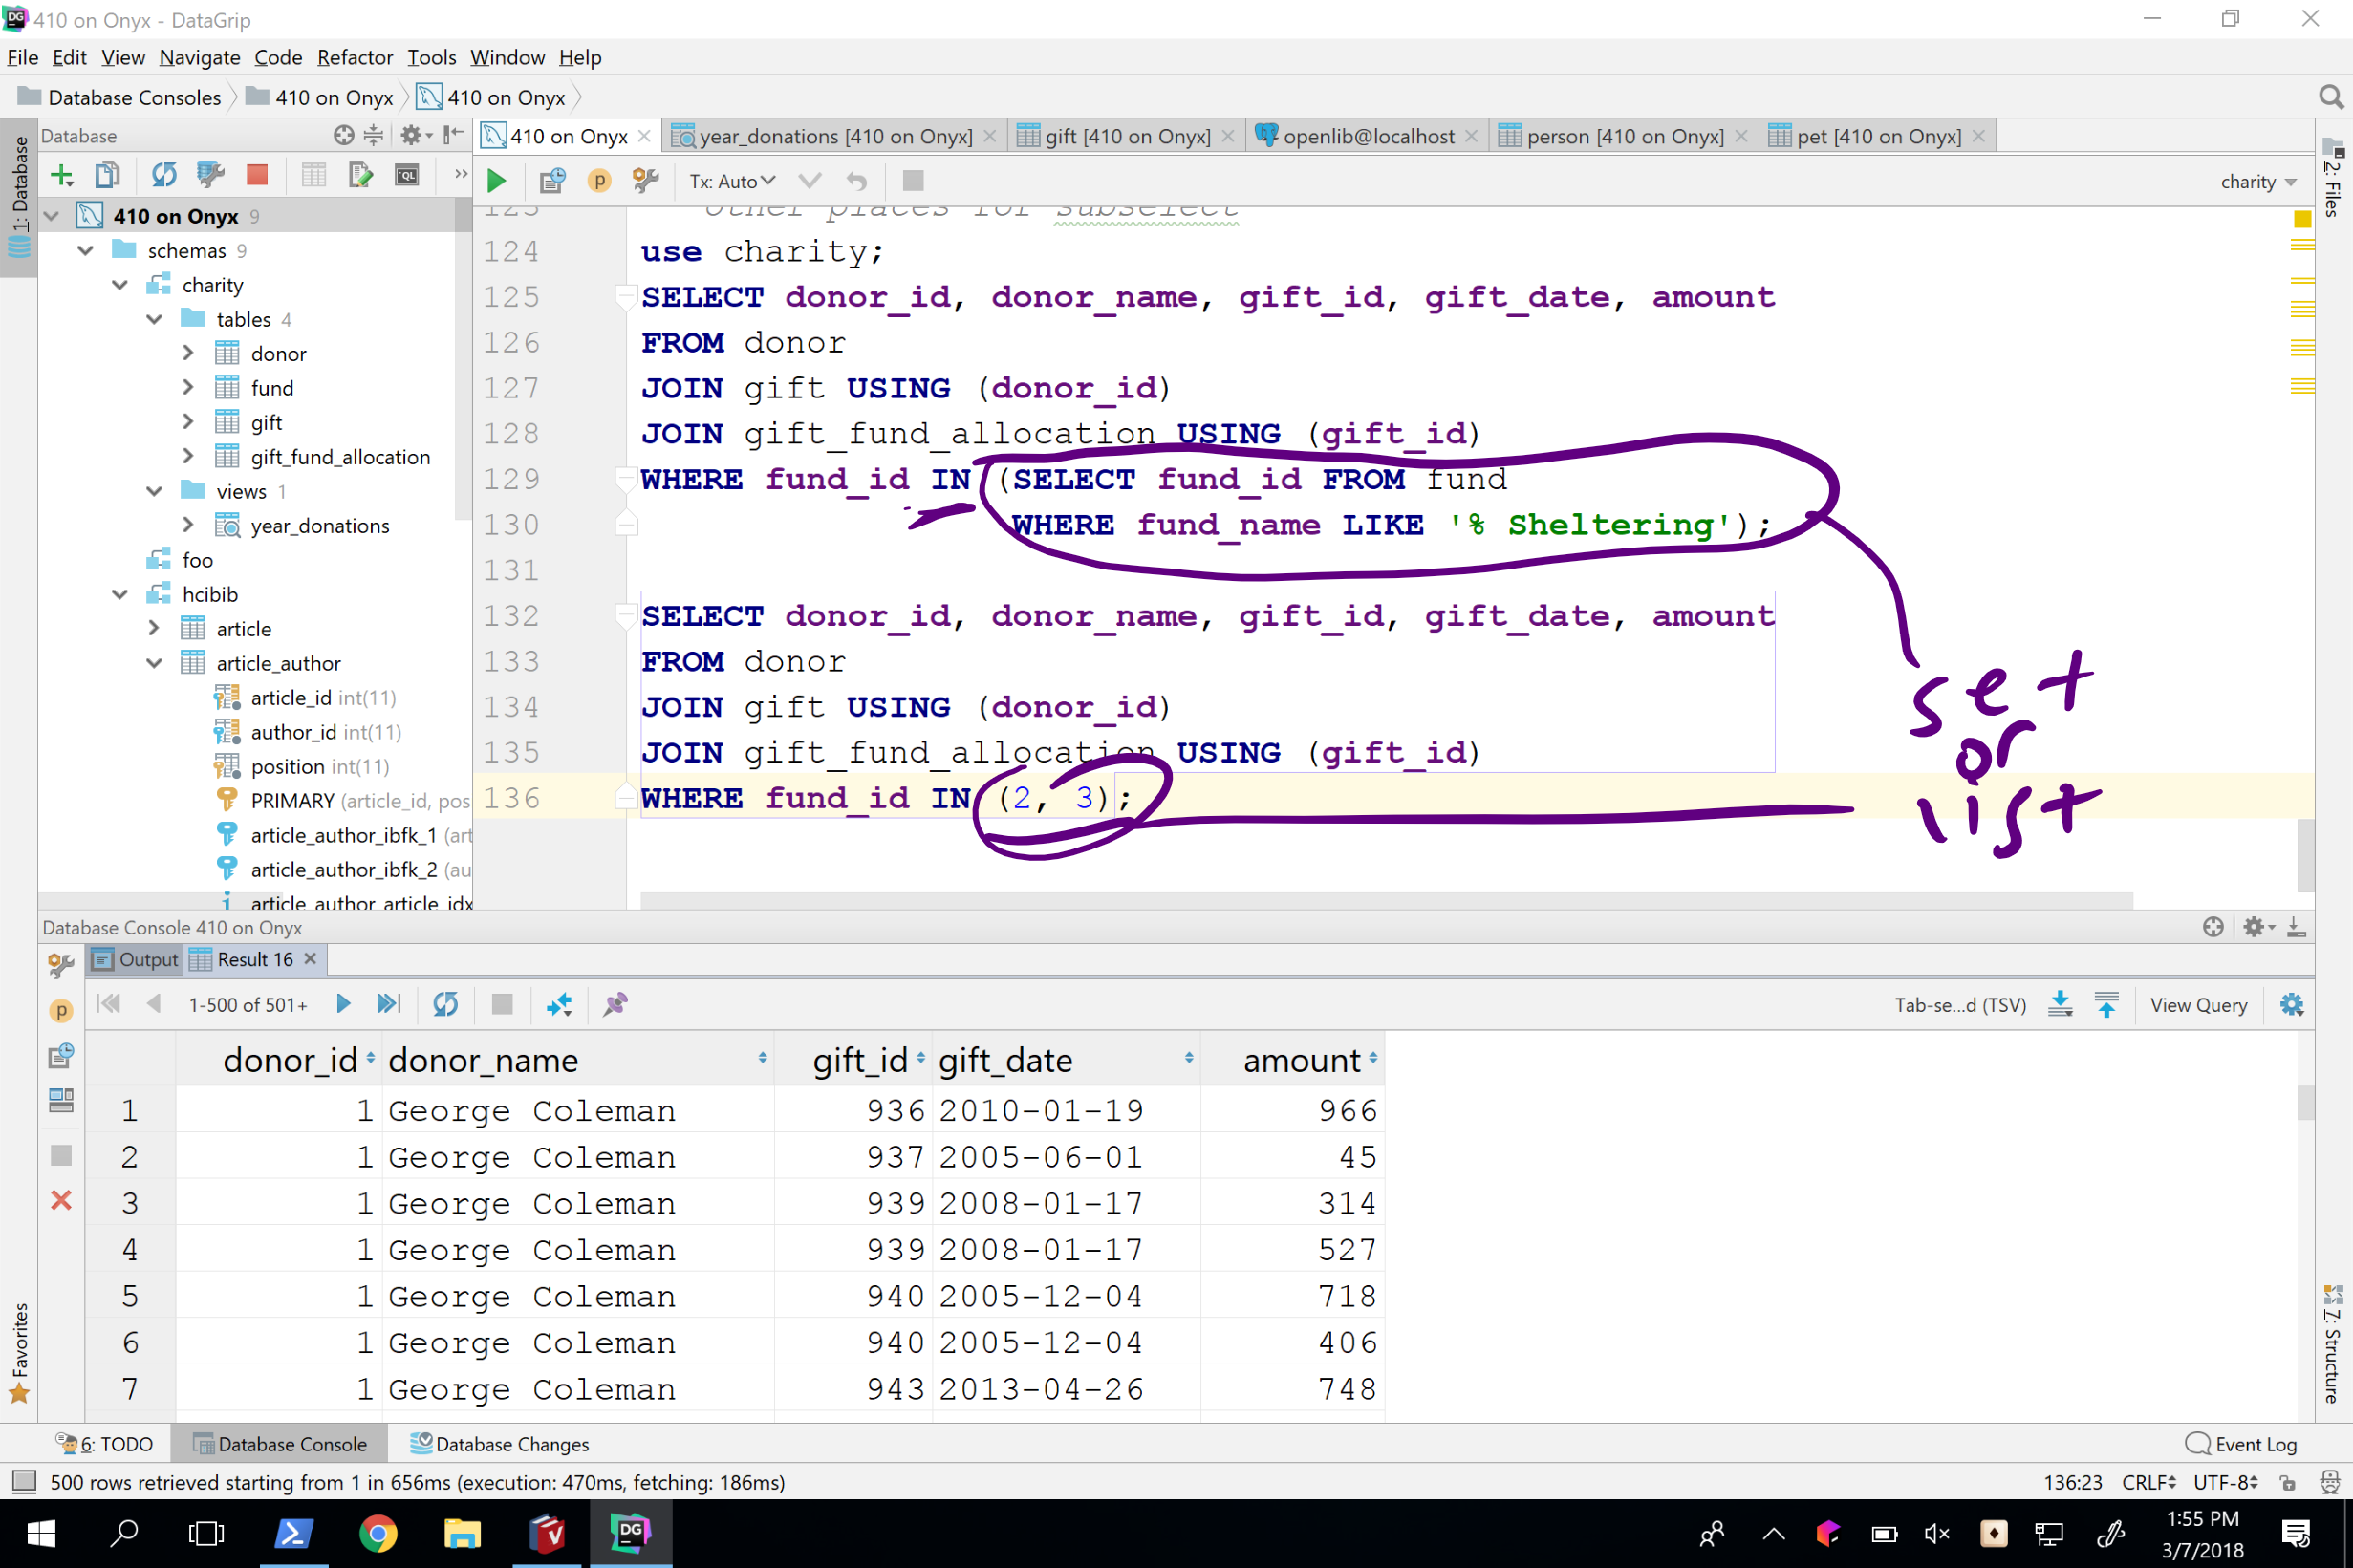 410 on Onyx - DataGrip
File Edit View Navigate Code Refactor Tools Window Help
Database Consoles 410 on Onyx 410 on Onyx
1: Database
Database
410 on Onyx 9
schemas 9
charity
tables 4
donor
fund
gift
gift_fund_allocation
views 1
year_donations
foo
hcibib
article
article_author
article_id int(11)
author_id int(11)
position int(11)
PRIMARY (article_id, pos
article_author_ibfk_1 (art
article_author_ibfk_2 (au
article_author_article_idx
410 on Onyx year_donations [410 on Onyx] gift [410 on Onyx] openlib@localhost person [410 on Onyx] pet [410 on Onyx]
Tx: Auto charity
2: Files
123 other places for subselect
124 use charity;
125 SELECT donor_id, donor_name, gift_id, gift_date, amount
126 FROM donor
127 JOIN gift USING (donor_id)
128 JOIN gift_fund_allocation USING (gift_id)
129 WHERE fund_id IN (SELECT fund_id FROM fund
130 WHERE fund_name LIKE '% Sheltering');
131
132 SELECT donor_id, donor_name, gift_id, gift_date, amount
133 FROM donor
134 JOIN gift USING (donor_id)
135 JOIN gift_fund_allocation USING (gift_id)
136 WHERE fund_id IN (2, 3);
set
or
list
Database Console 410 on Onyx
Output Result 16
1-500 of 501+ Tab-se...d (TSV) View Query
donor_id donor_name gift_id gift_date amount
1 1 George Coleman 936 2010-01-19 966
2 1 George Coleman 937 2005-06-01 45
3 1 George Coleman 939 2008-01-17 314
4 1 George Coleman 939 2008-01-17 527
5 1 George Coleman 940 2005-12-04 718
6 1 George Coleman 940 2005-12-04 406
7 1 George Coleman 943 2013-04-26 748
Favorites
7: Structure
6: TODO Database Console Database Changes Event Log
500 rows retrieved starting from 1 in 656ms (execution: 470ms, fetching: 186ms) 136:23 CRLF UTF-8
DG
1:55 PM
3/7/2018